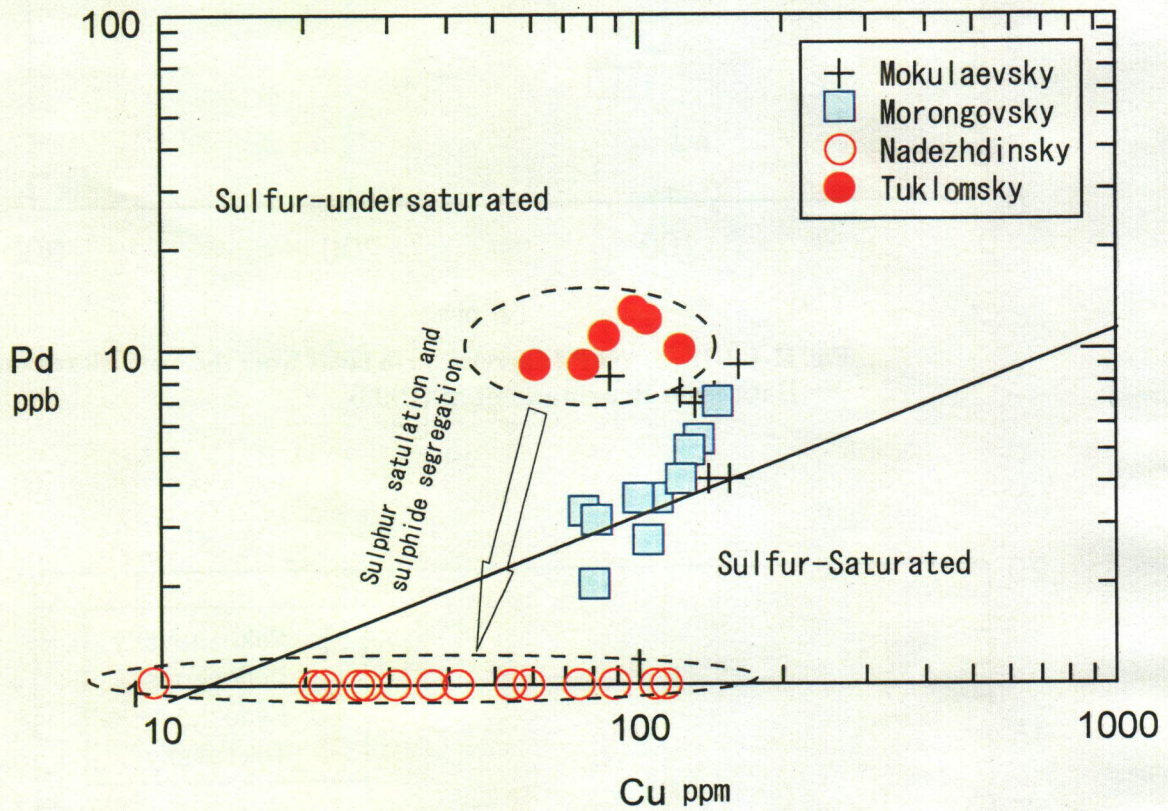 100
Mokulaevsky
Morongovsky
Nadezhdinsky
Tuklomsky
Sulfur-undersaturated
Pd
ppb
10
Sulphur satulation and
sulphide segregation
Sulfur-Saturated
10
100
1000
Cu ppm